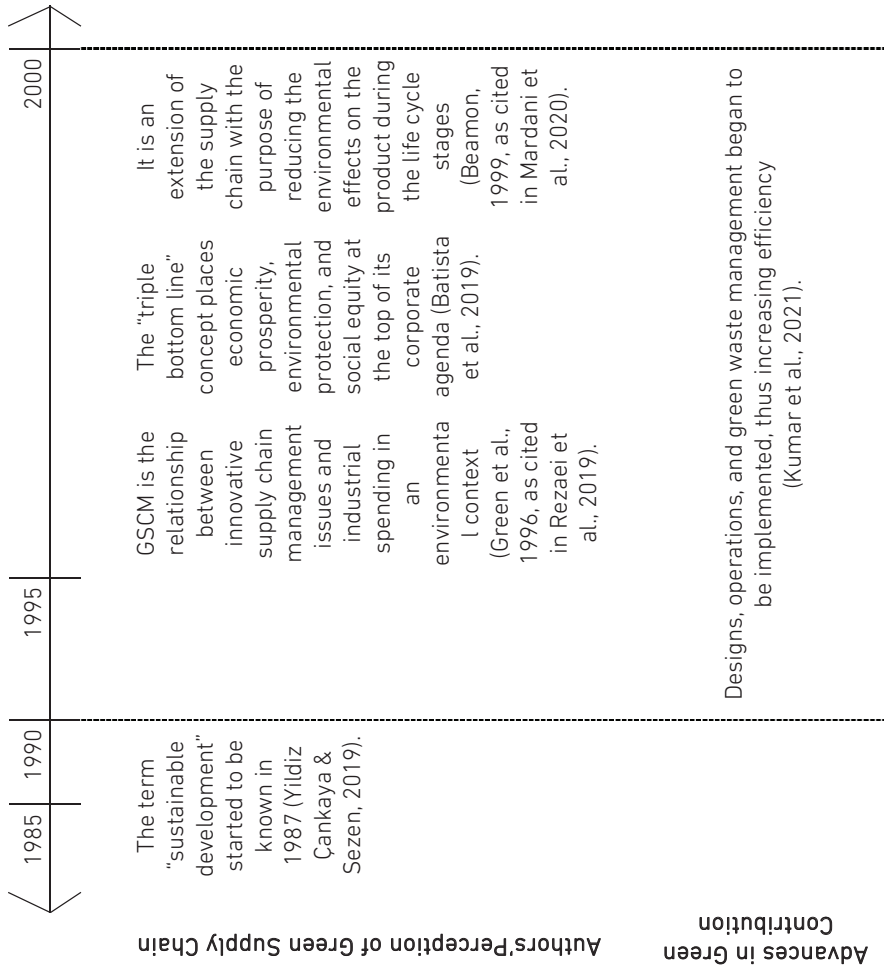 1985
1990
1995
2000
Authors'Perception of Green Supply Chain
The term
"sustainable
development"
started to be
known in
1987 (Yildiz
Çankaya &
Sezen, 2019).
GSCM is the
relationship
between
innovative
supply chain
management
issues and
industrial
spending in
an
environmenta
l context
(Green et al.,
1996, as cited
in Rezaei et
al., 2019).
The "triple
bottom line"
concept places
economic
prosperity,
environmental
protection, and
social equity at
the top of its
corporate
agenda (Batista
et al., 2019).
It is an
extension of
the supply
chain with the
purpose of
reducing the
environmental
effects on the
product during
the life cycle
stages
(Beamon,
1999, as cited
in Mardani et
al., 2020).
Advances in Green
Contribution
Designs, operations, and green waste management began to
be implemented, thus increasing efficiency
(Kumar et al., 2021).